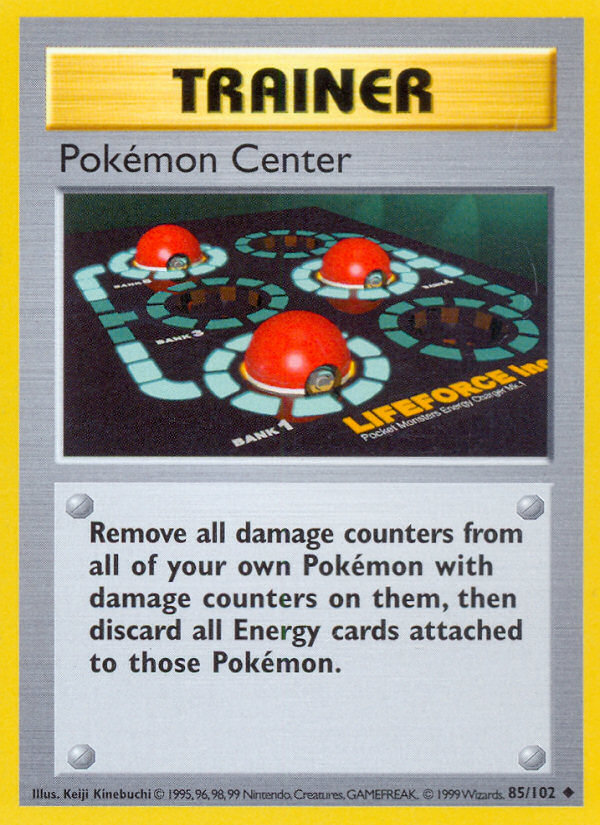 TRAINER
Pokémon Center
BANK 3
BANK 1
LIFEFORCE Inc
Pocket Monsters Energy Charger Mk.1
Remove all damage counters from
all of your own Pokémon with
damage counters on them, then
discard all Energy cards attached
to those Pokémon.
Illus. Keiji Kinebuchi © 1995, 96, 98, 99 Nintendo, Creatures, GAMEFREAK. © 1999 Wizards. 85/102 ◆